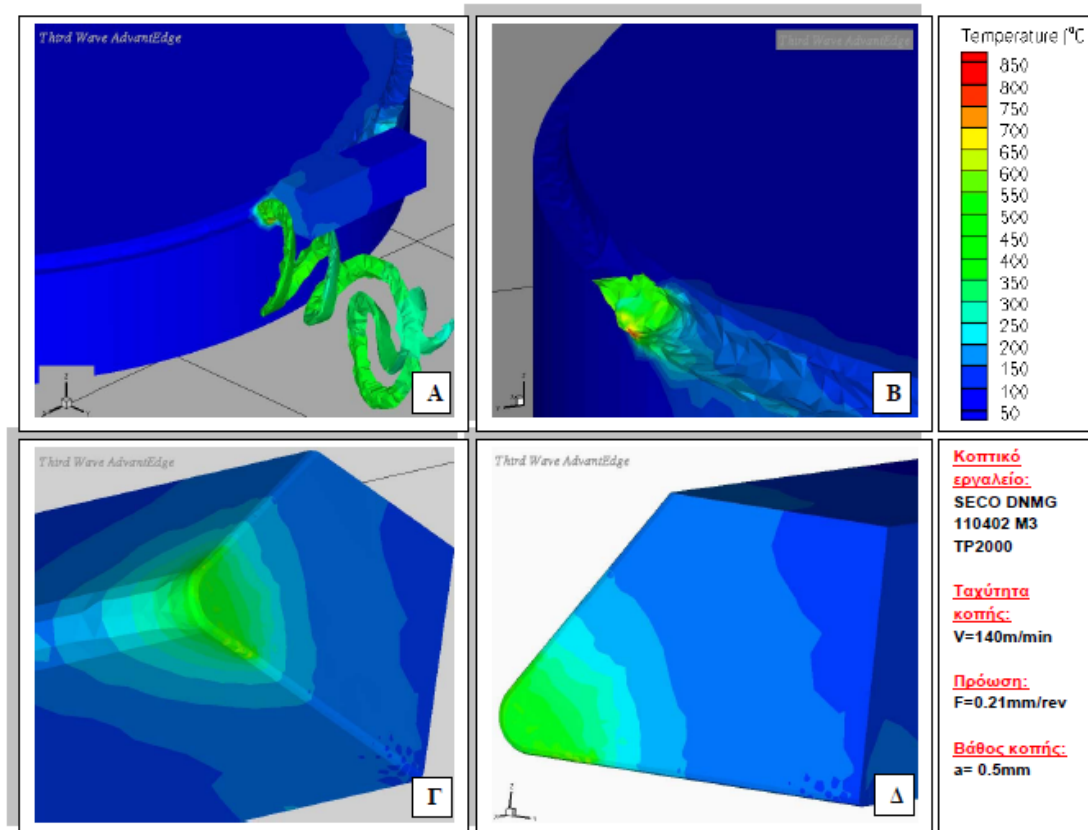 Third Wave AdvantEdge
A
Third Wave AdvantEdge
B
Temperature (°C
850
800
750
700
650
600
550
500
450
400
350
300
250
200
150
100
50
Third Wave AdvantEdge
Γ
Third Wave AdvantEdge
Δ
Κοπτικό
εργαλείο:
SECO DNMG
110402 M3
TP2000
Ταχύτητα
κοπής:
V=140m/min
Πρόωση:
F=0.21mm/rev
Βάθος κοπής:
a= 0.5mm